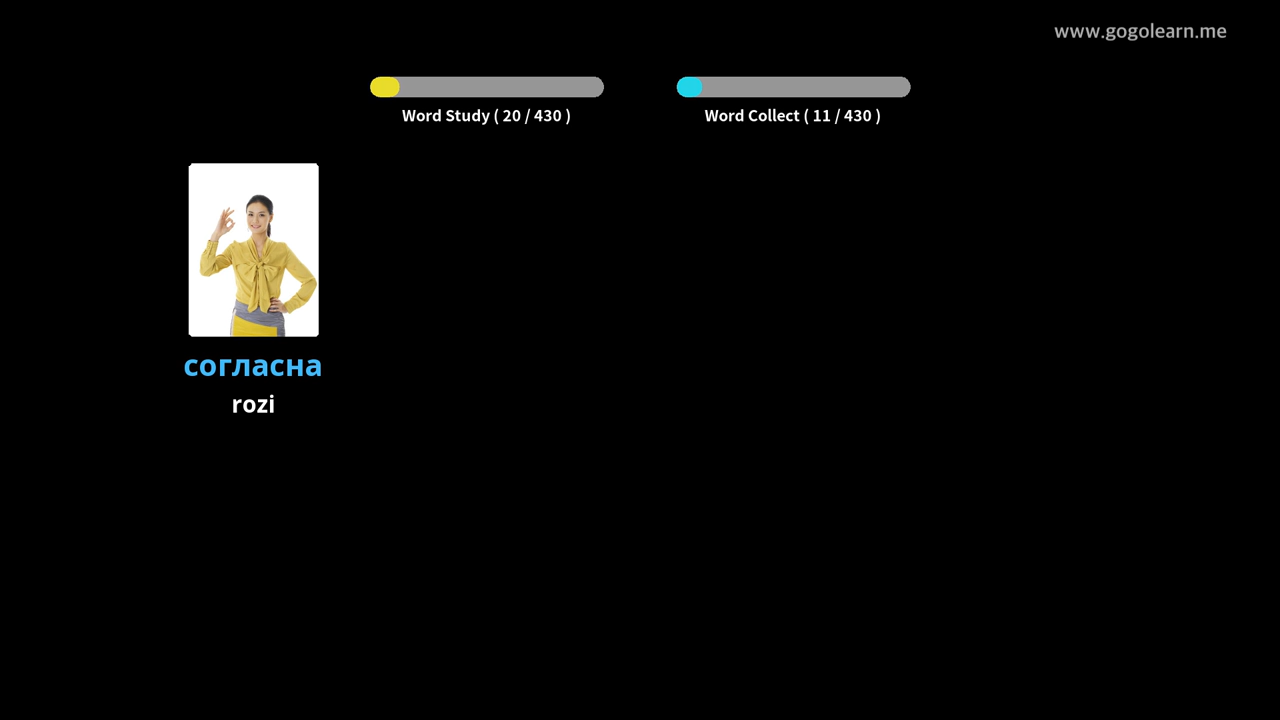 www.gogolearn.me
Word Study ( 20 / 430 )
Word Collect ( 11 / 430 )
согласна
rozi